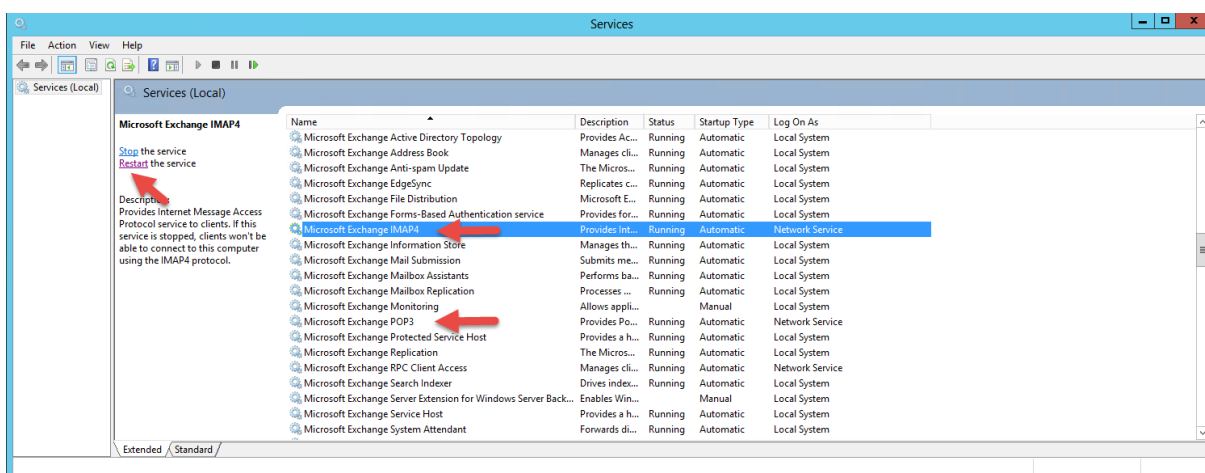 Services
File Action View Help
Services (Local)
Services (Local)
Microsoft Exchange IMAP4
Stop the service
Restart the service
Description:
Provides Internet Message Access
Protocol service to clients. If this
service is stopped, clients won't be
able to connect to this computer
using the IMAP4 protocol.
Name Description Status Startup Type Log On As
Microsoft Exchange Active Directory Topology Provides Ac... Running Automatic Local System
Microsoft Exchange Address Book Manages cli... Running Automatic Local System
Microsoft Exchange Anti-spam Update The Micros... Running Automatic Local System
Microsoft Exchange EdgeSync Replicates c... Running Automatic Local System
Microsoft Exchange File Distribution Microsoft E... Running Automatic Local System
Microsoft Exchange Forms-Based Authentication service Provides for... Running Automatic Local System
Microsoft Exchange IMAP4 Provides Int... Running Automatic Network Service
Microsoft Exchange Information Store Manages th... Running Automatic Local System
Microsoft Exchange Mail Submission Submits me... Running Automatic Local System
Microsoft Exchange Mailbox Assistants Performs ba... Running Automatic Local System
Microsoft Exchange Mailbox Replication Processes ... Running Automatic Local System
Microsoft Exchange Monitoring Allows appli... Manual Local System
Microsoft Exchange POP3 Provides Po... Running Automatic Network Service
Microsoft Exchange Protected Service Host Provides a h... Running Automatic Local System
Microsoft Exchange Replication The Micros... Running Automatic Local System
Microsoft Exchange RPC Client Access Manages cli... Running Automatic Network Service
Microsoft Exchange Search Indexer Drives index... Running Automatic Local System
Microsoft Exchange Server Extension for Windows Server Back... Enables Win... Manual Local System
Microsoft Exchange Service Host Provides a h... Running Automatic Local System
Microsoft Exchange System Attendant Forwards di... Running Automatic Local System
Extended Standard